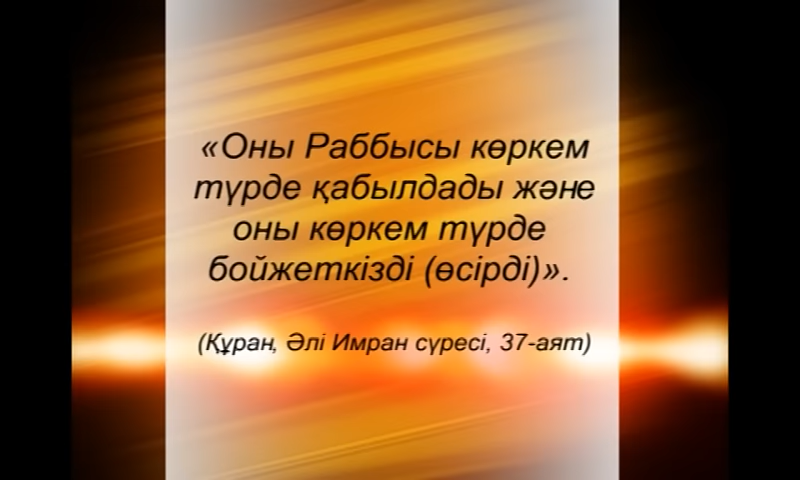 «Оны Раббысы көркем
түрде қабылдады және
оны көркем түрде
бойжеткізді (өсірді)».
(Құран, Әлі Имран сүресі, 37-аят)